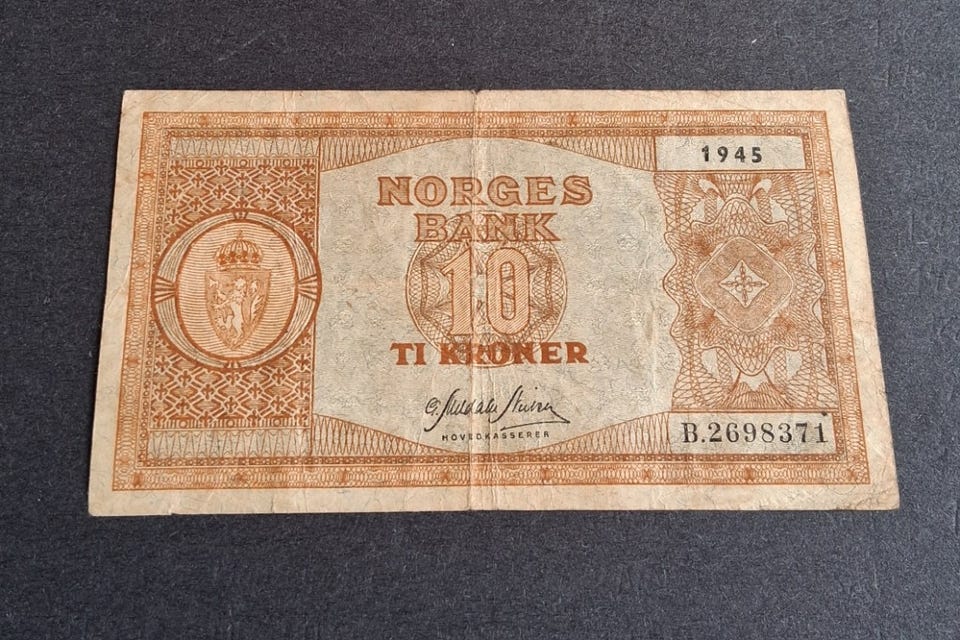 1945
NORGES
BANK
10
TI KRONER
HOVEDKASSERER
B.2698371